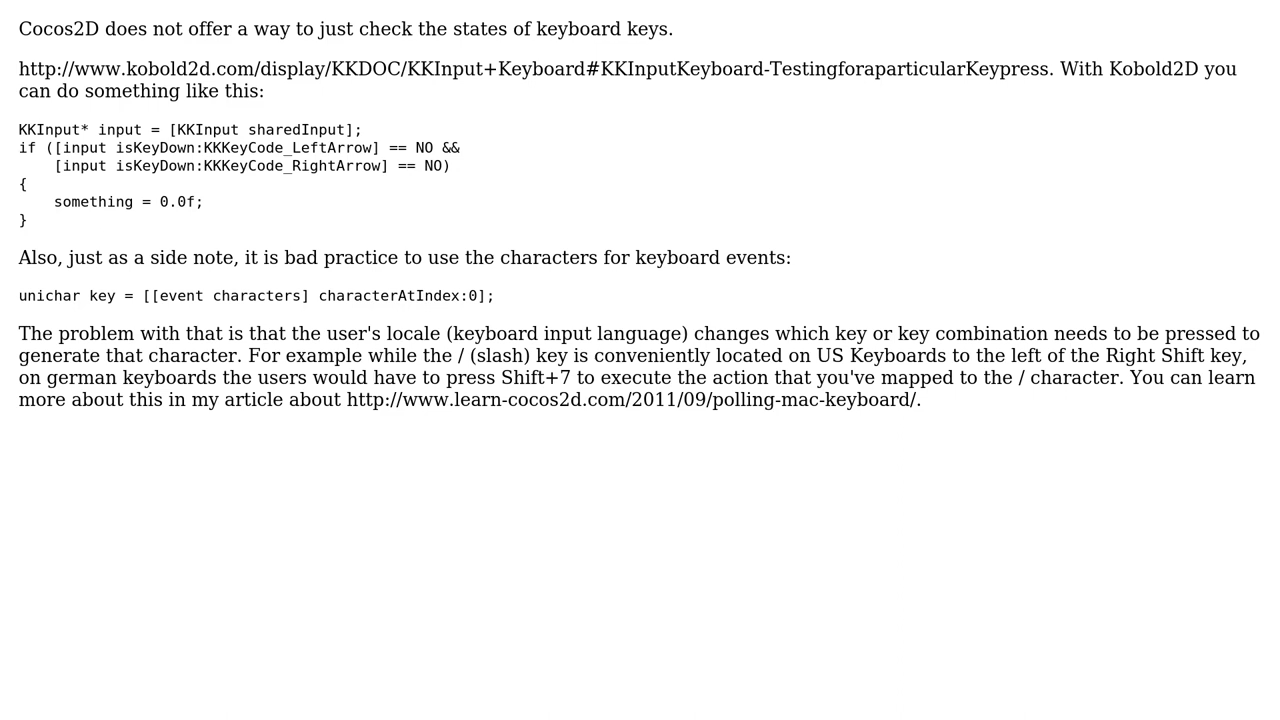 Cocos2D does not offer a way to just check the states of keyboard keys.
http://www.kobold2d.com/display/KKDOC/KKInput+Keyboard#KKInputKeyboard-TestingforaparticularKeypress. With Kobold2D you
can do something like this:
KKInput* input = [KKInput sharedInput];
if ([input isKeyDown:KKKeyCode_LeftArrow] == NO &&
    [input isKeyDown:KKKeyCode_RightArrow] == NO)
{
    something = 0.0f;
}
Also, just as a side note, it is bad practice to use the characters for keyboard events:
unichar key = [[event characters] characterAtIndex:0];
The problem with that is that the user's locale (keyboard input language) changes which key or key combination needs to be pressed to
generate that character. For example while the / (slash) key is conveniently located on US Keyboards to the left of the Right Shift key,
on german keyboards the users would have to press Shift+7 to execute the action that you've mapped to the / character. You can learn
more about this in my article about http://www.learn-cocos2d.com/2011/09/polling-mac-keyboard/.